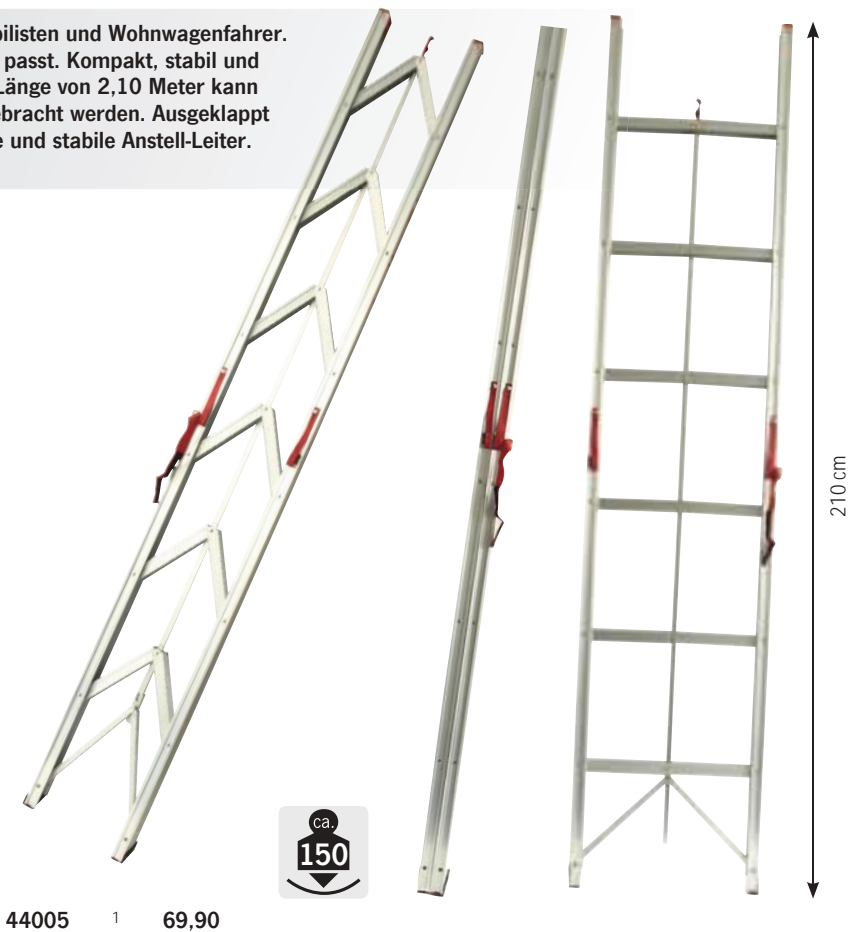 bilisten und Wohnwagenfahrer.
passt. Kompakt, stabil und
Länge von 2,10 Meter kann
ebracht werden. Ausgeklappt
e und stabile Anstell-Leiter.
210 cm
ca.
150
44005 1 69,90